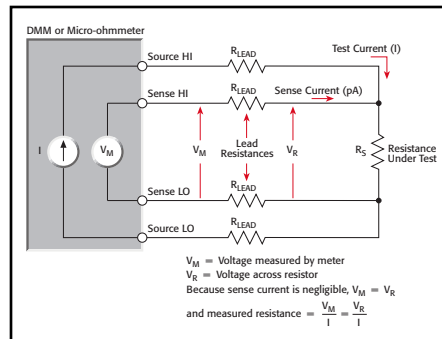 DMM or Micro-ohmmeter
Source HI
RLEAD
Test Current (I)
Sense HI
RLEAD
Sense Current (pA)
I
VM
VM
Lead
Resistances
VR
RS
Resistance
Under Test
Sense LO
RLEAD
Source LO
RLEAD
VM = Voltage measured by meter
VR = Voltage across resistor
Because sense current is negligible, VM = VR
and measured resistance = VM/I = VR/I